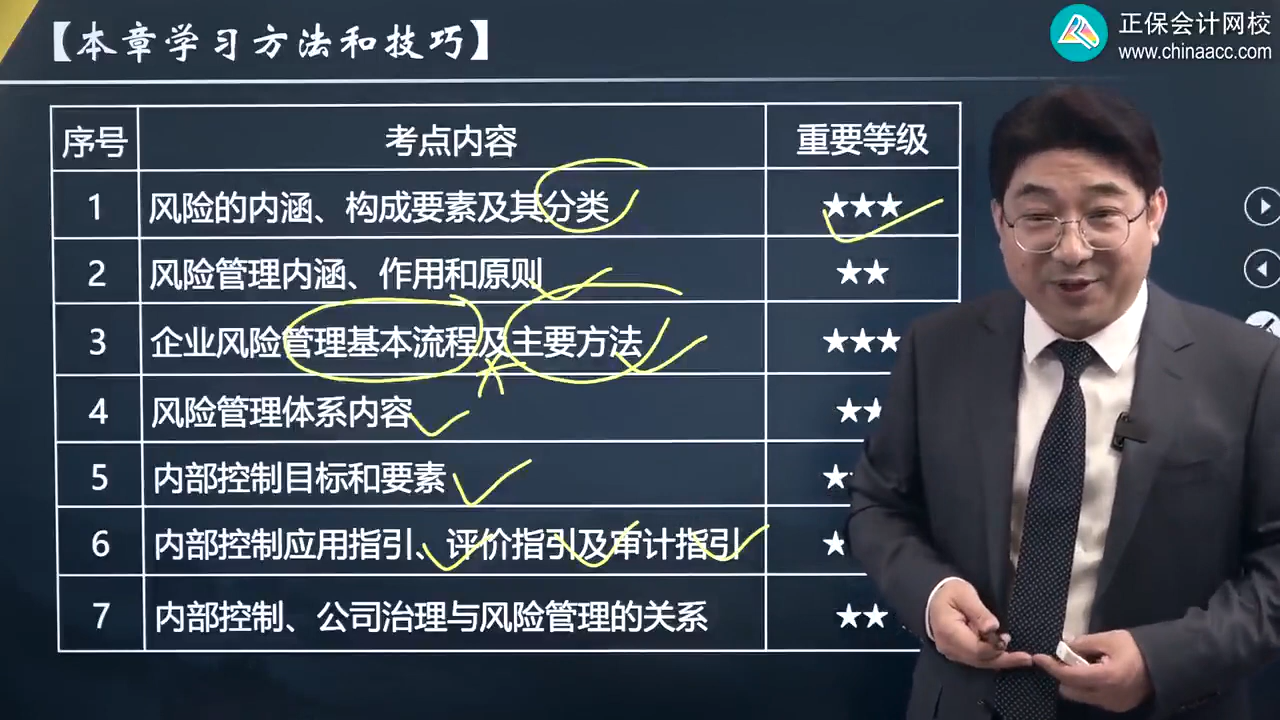 【本章学习方法和技巧】
正保会计网校
www.chinaacc.com
序号 考点内容 重要等级
1 风险的内涵、构成要素及其分类 ★★★
2 风险管理内涵、作用和原则 ★★
3 企业风险管理基本流程及主要方法 ★★★
4 风险管理体系内容 ★★
5 内部控制目标和要素 ★
6 内部控制应用指引、评价指引及审计指引 ★
7 内部控制、公司治理与风险管理的关系 ★★